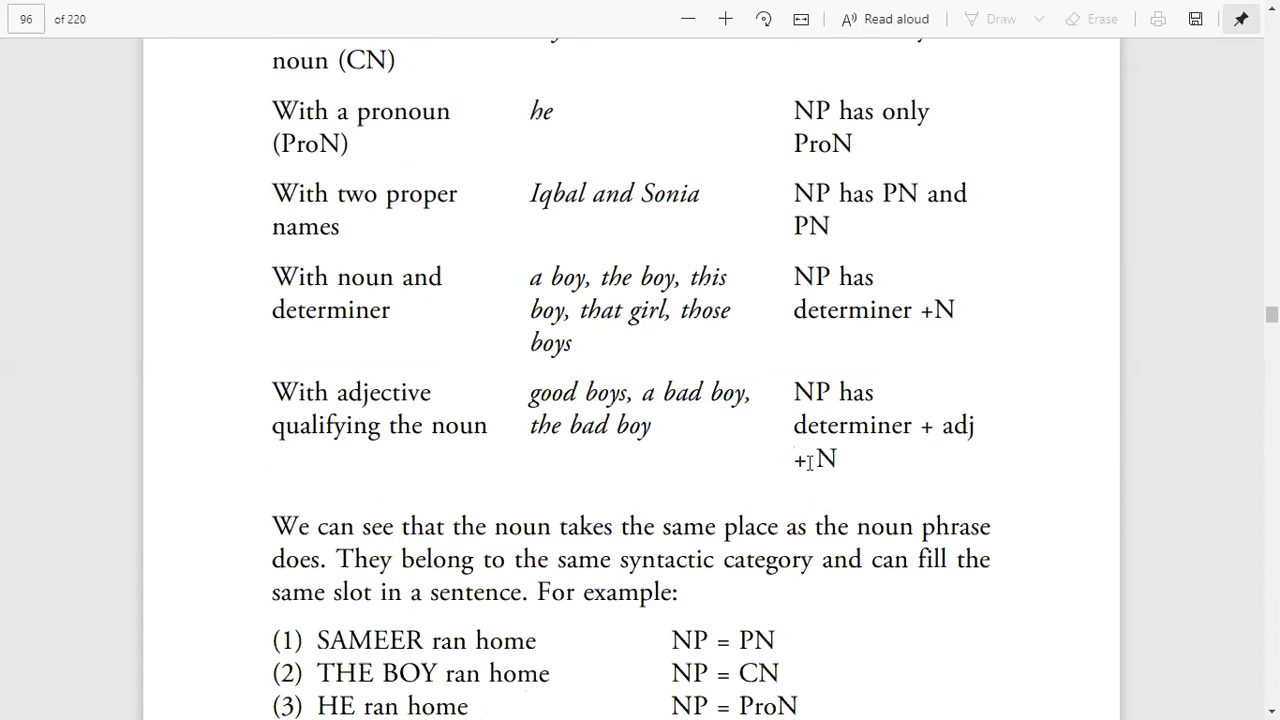 96 of 220 Read aloud Draw Erase
noun (CN)
With a pronoun he NP has only
(ProN) ProN
With two proper Iqbal and Sonia NP has PN and
names PN
With noun and a boy, the boy, this NP has
determiner boy, that girl, those determiner +N
boys
With adjective good boys, a bad boy, NP has
qualifying the noun the bad boy determiner + adj
+ N
We can see that the noun takes the same place as the noun phrase
does. They belong to the same syntactic category and can fill the
same slot in a sentence. For example:
(1) SAMEER ran home NP = PN
(2) THE BOY ran home NP = CN
(3) HE ran home NP = ProN